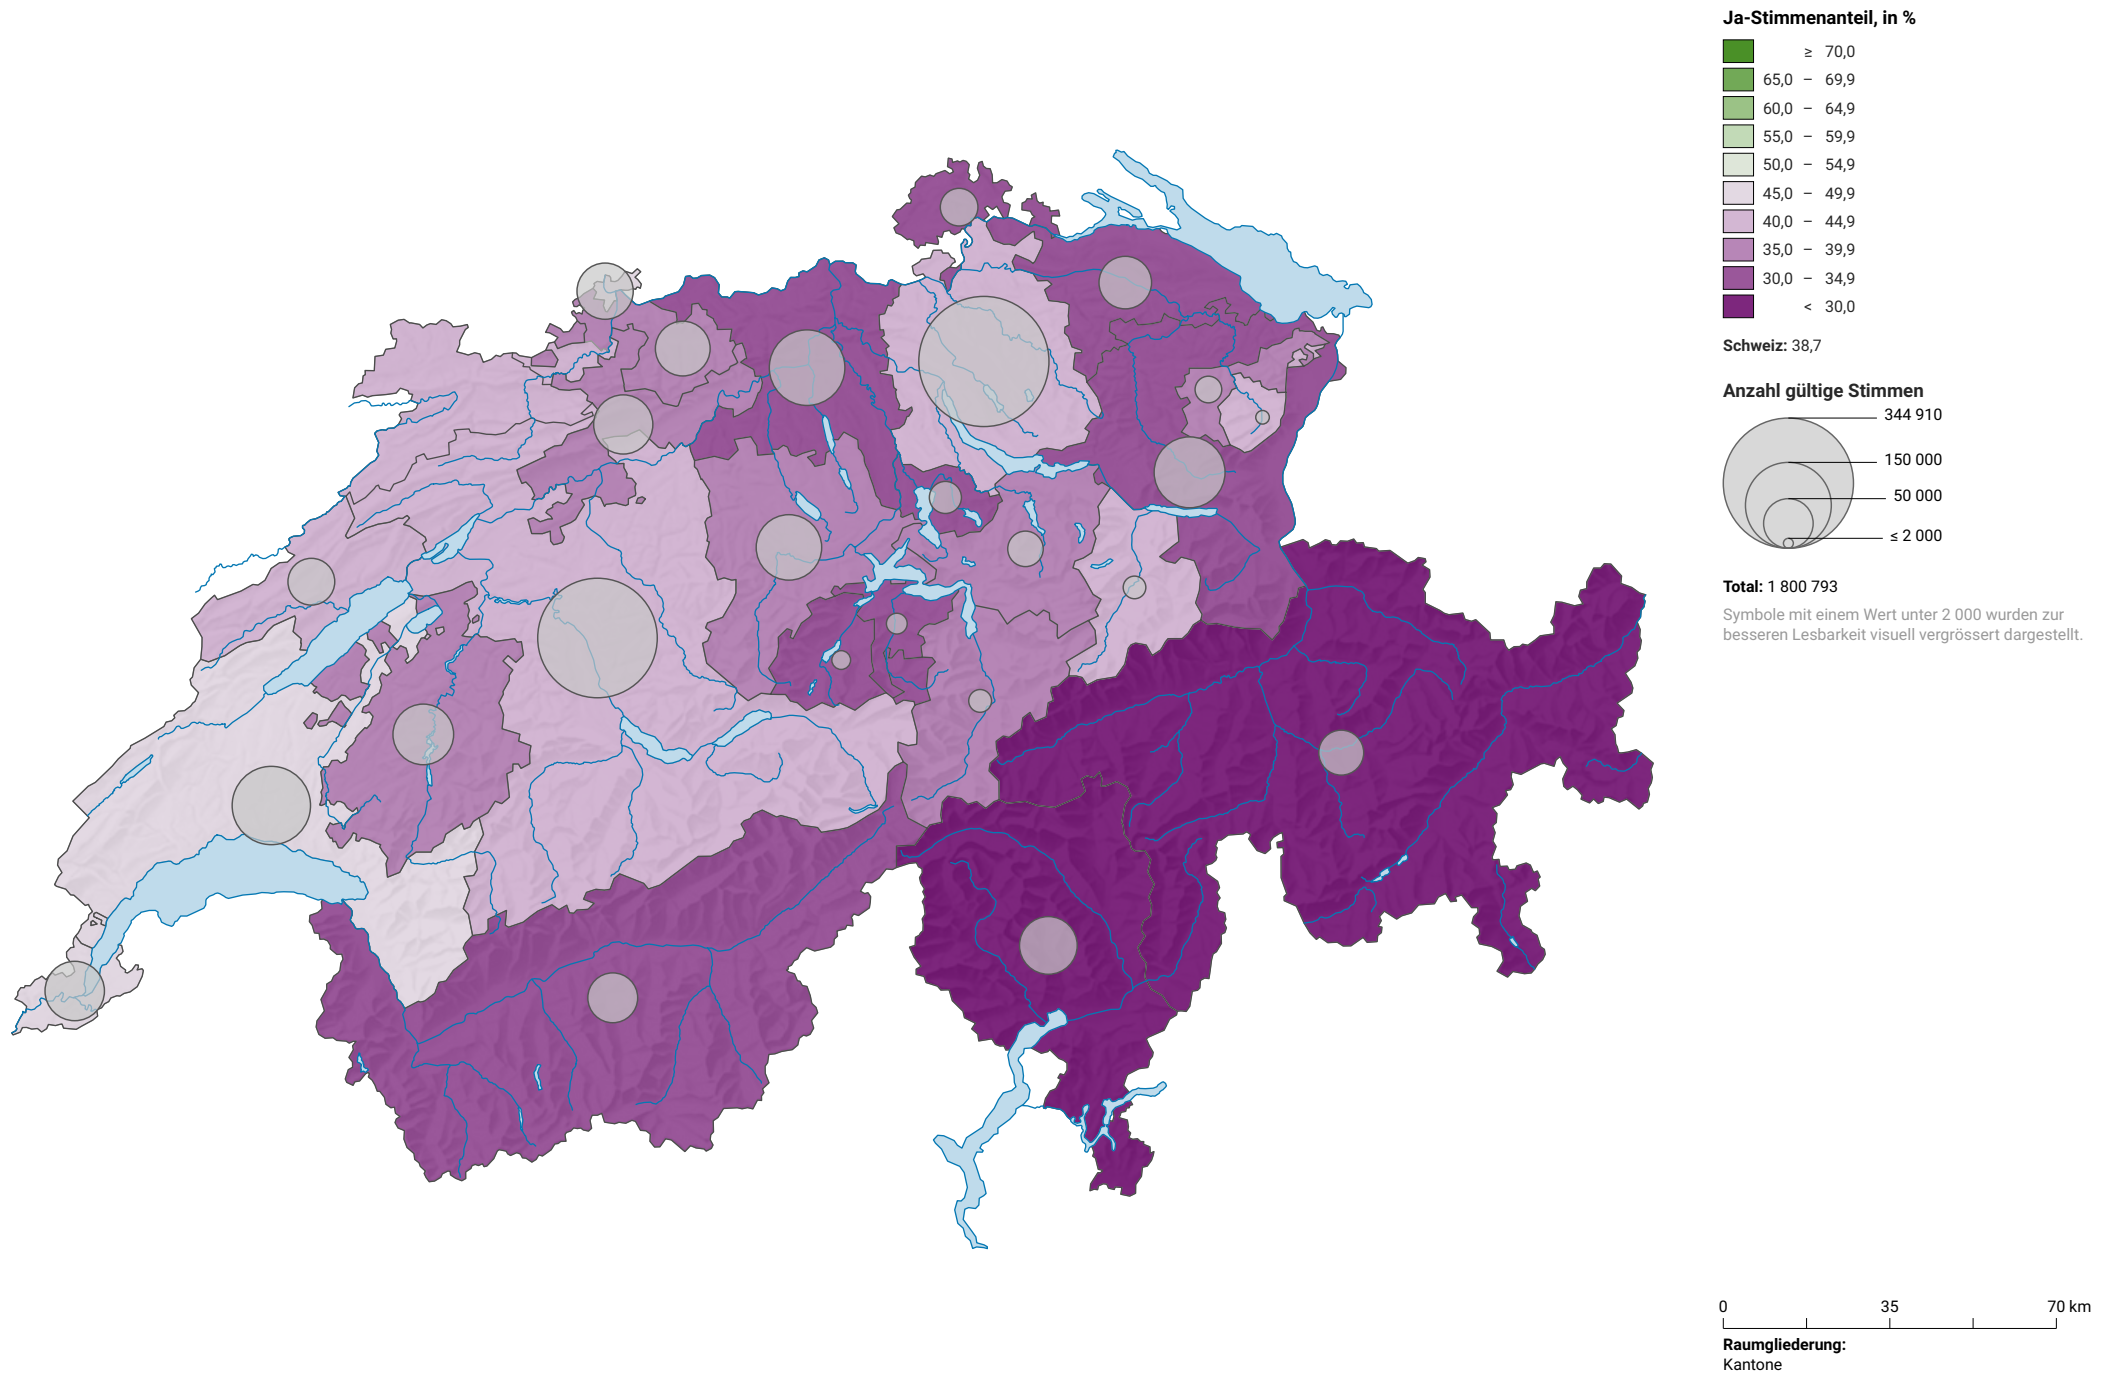 Ja-Stimmenanteil, in %
≥ 70,0
65,0 – 69,9
60,0 – 64,9
55,0 – 59,9
50,0 – 54,9
45,0 – 49,9
40,0 – 44,9
35,0 – 39,9
30,0 – 34,9
< 30,0
Schweiz: 38,7
Anzahl gültige Stimmen
344 910
150 000
50 000
≤ 2 000
Total: 1 800 793
Symbole mit einem Wert unter 2 000 wurden zur
besseren Lesbarkeit visuell vergrössert dargestellt.
0 35 70 km
Raumgliederung:
Kantone